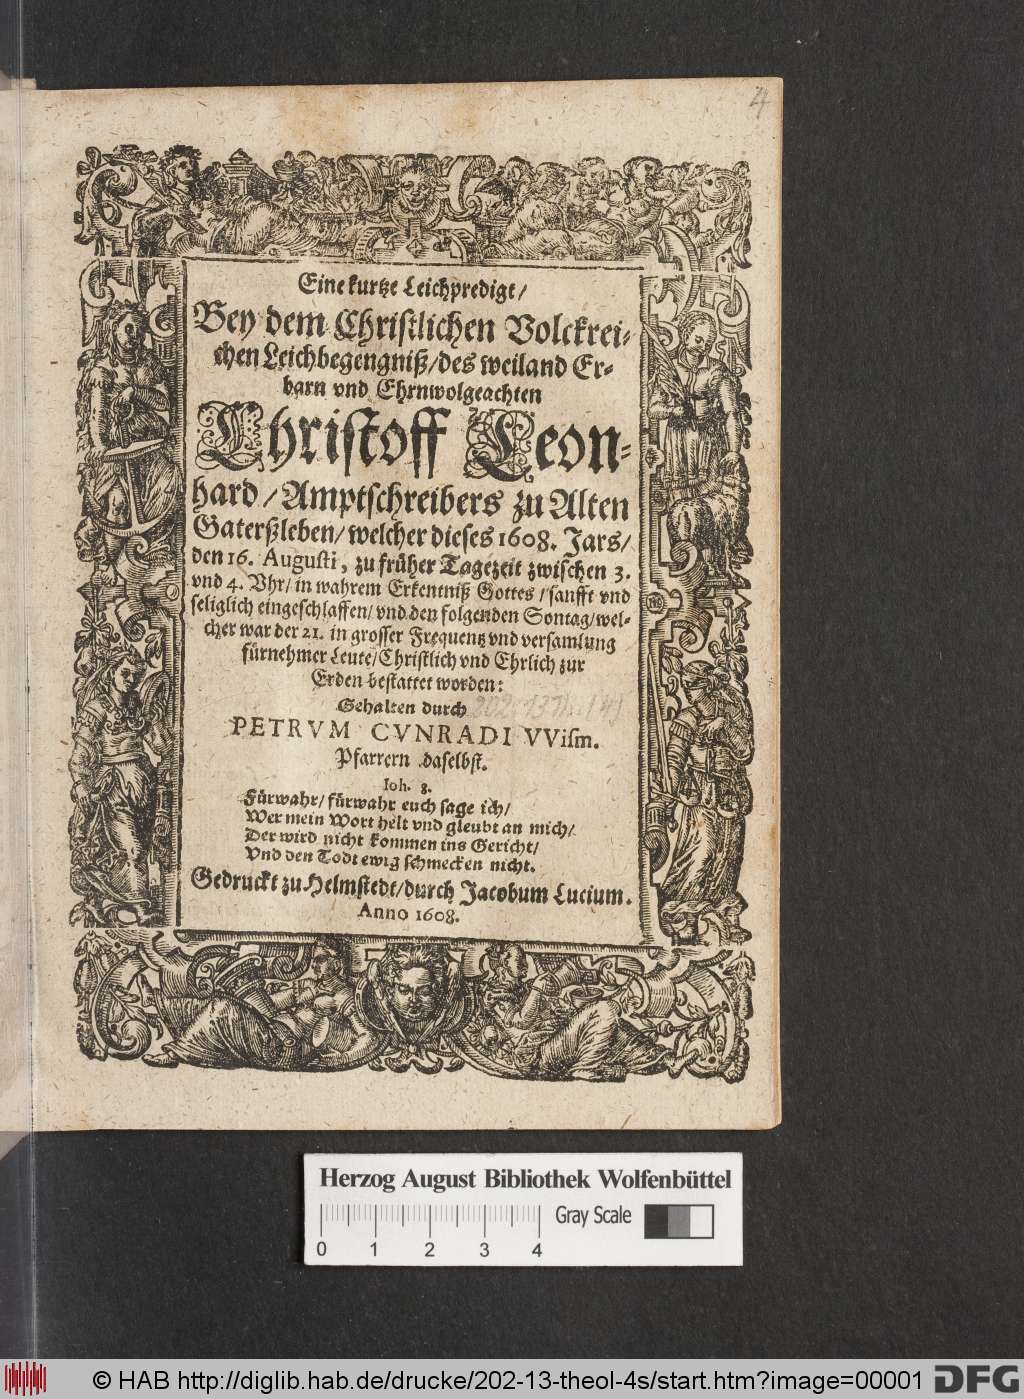 4
Eine kurtze Leichpredigt/
Bey dem Christlichen Volckrei-
chen Leichbegengniß/des weiland Er-
barn vnd Ehrnwolgeachten
Christoff Leon-
hard/Amptschreibers zu Alten
Gaterßleben/welcher dieses 1608. Jars/
den 16. Augusti, zu früher Tagezeit zwischen 3.
vnd 4. Vhr/in wahrem Erkentniß Gottes/sanfft vnd
seliglich eingeschlaffen/vnd den folgenden Sontag/wel-
cher war der 21. in grosser Frequentz vnd versamlung
fürnehmer Leute/Christlich vnd Ehrlich zur
Erden bestattet worden:
Gehalten durch
202. 13 Th. (4)
PETRVM CVNRADI VVism.
Pfarrern daselbst.
Ioh. 8.
Fürwahr/fürwahr euch sage ich/
Wer mein Wort helt vnd gleubt an mich/
Der wird nicht kommen ins Gericht/
Vnd den Todt ewig schmecken nicht.
Gedruckt zu Helmstedt/durch Jacobum Lucium.
Anno 1608.
Herzog August Bibliothek Wolfenbüttel
Gray Scale
0 1 2 3 4
© HAB http://diglib.hab.de/drucke/202-13-theol-4s/start.htm?image=00001
DFG